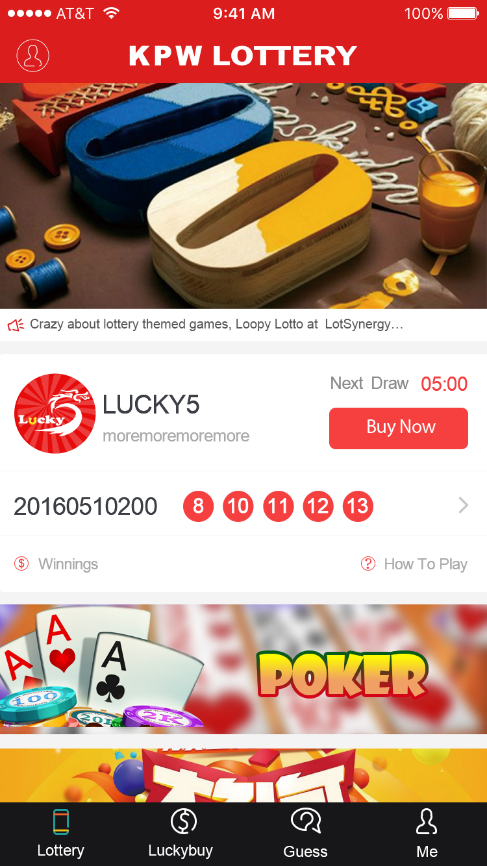 AT&T 9:41 AM 100%
KPW LOTTERY
Crazy about lottery themed games, Loopy Lotto at LotSynergy…
Next Draw 05:00
Lucky 5
LUCKY5
Buy Now
moremoremoremore
20160510200 8 10 11 12 13
Winnings How To Play
A A A
100 2K
POKER
Lottery Luckybuy Guess Me